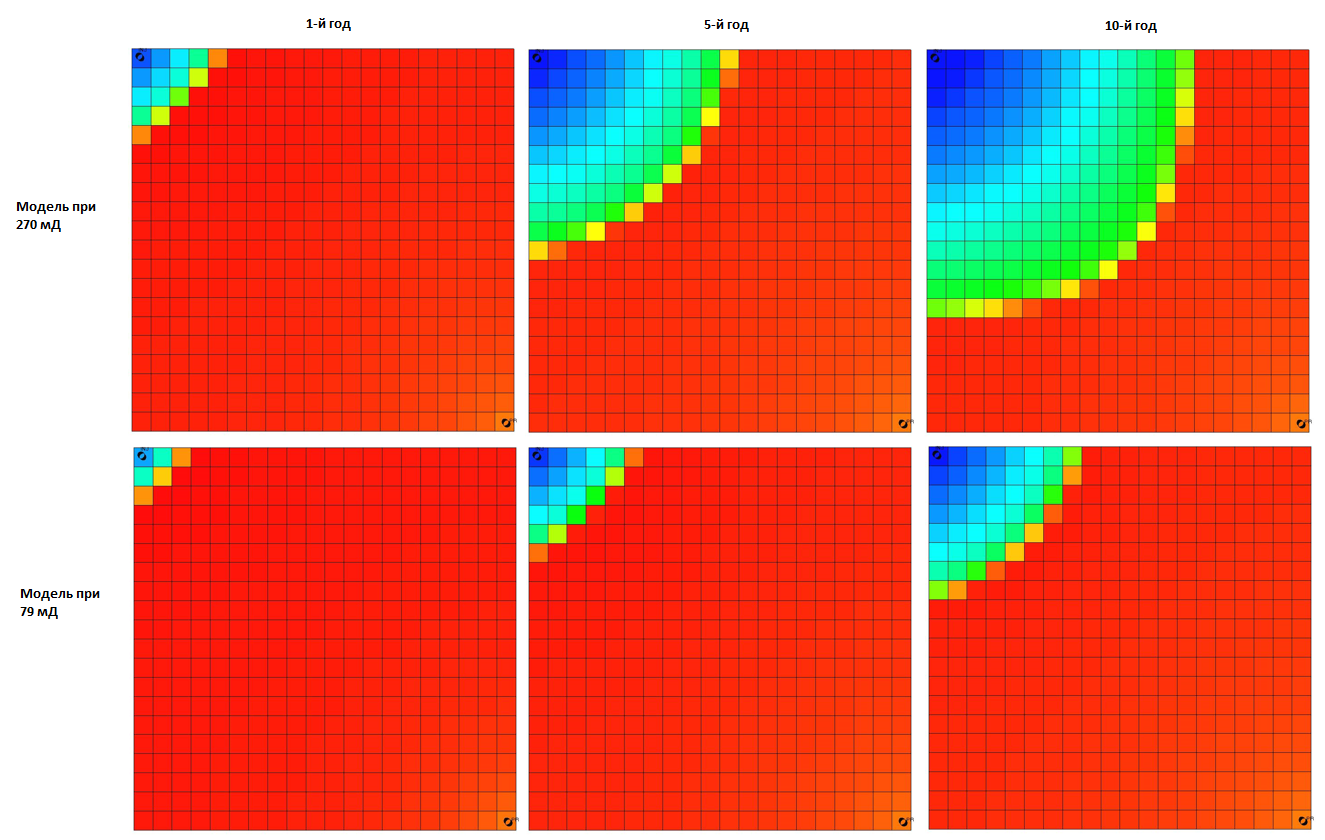 1-й год
5-й год
10-й год
Модель при
270 мД
Модель при
79 мД